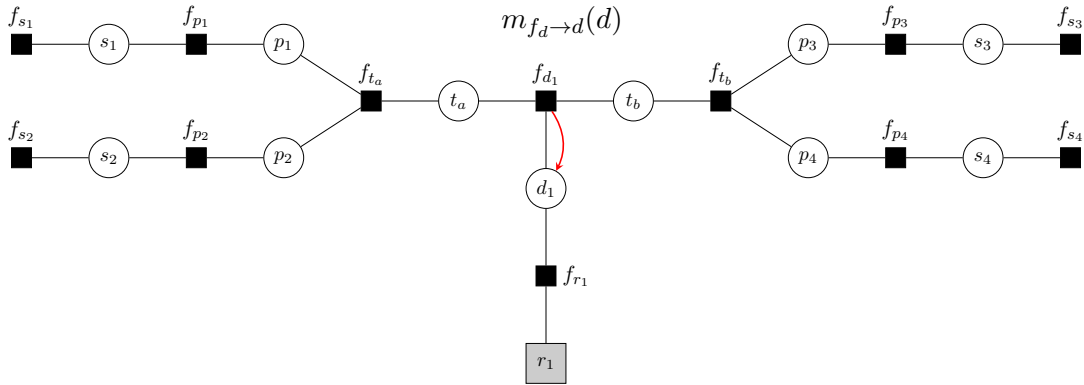 m_{f_d→d}(d)
f_{s_1} s_1 f_{p_1} p_1 p_3 f_{p_3} s_3 f_{s_3}
f_{t_a} t_a f_{d_1} t_b f_{t_b}
f_{s_2} s_2 f_{p_2} p_2 p_4 f_{p_4} s_4 f_{s_4}
d_1
f_{r_1}
r_1